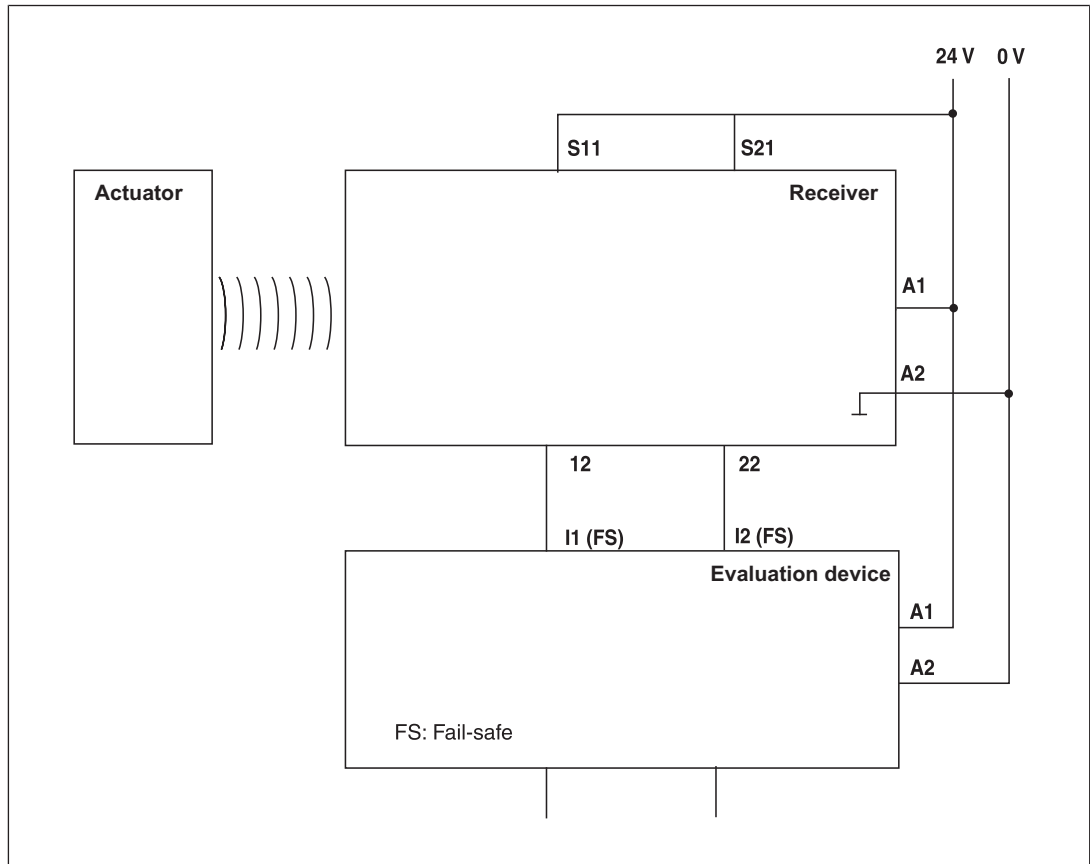 24 V 0 V
S11 S21
Actuator
Receiver
A1
A2
12 22
I1 (FS) I2 (FS)
Evaluation device
A1
A2
FS: Fail-safe